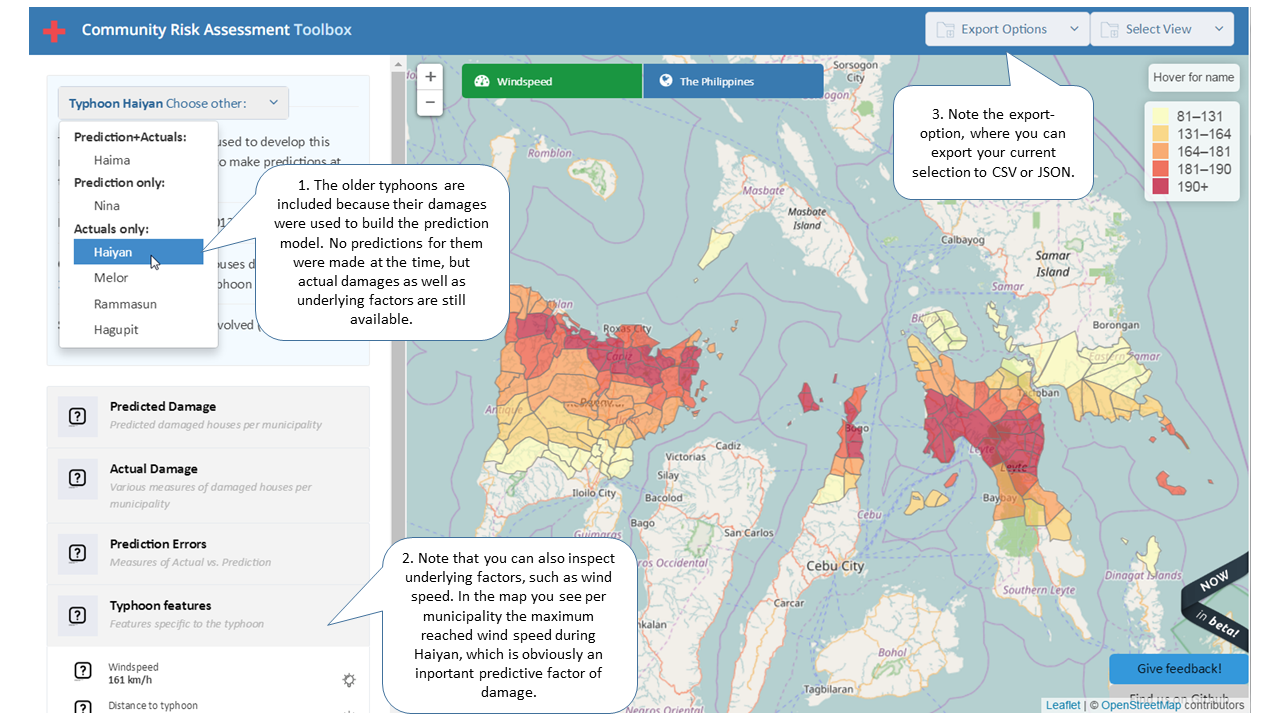 Community Risk Assessment Toolbox
Export Options
Select View
Typhoon Haiyan Choose other:
Prediction+Actuals:
Haima
Prediction only:
Nina
Actuals only:
Haiyan
Melor
Rammasun
Hagupit
used to develop this
to make predictions at
1. The older typhoons are
included because their damages
were used to build the prediction
model. No predictions for them
were made at the time, but
actual damages as well as
underlying factors are still
available.
Predicted Damage
Predicted damaged houses per municipality
Actual Damage
Various measures of damaged houses per
municipality
Prediction Errors
Measures of Actual vs. Prediction
Typhoon features
Features specific to the typhoon
Windspeed
161 km/h
Distance to typhoon
2. Note that you can also inspect
underlying factors, such as wind
speed. In the map you see per
municipality the maximum
reached wind speed during
Haiyan, which is obviously an
inportant predictive factor of
damage.
+
−
Windspeed
The Philippines
3. Note the export-
option, where you can
export your current
selection to CSV or JSON.
Hover for name
81–131
131–164
164–181
181–190
190+
Sorsogon
City
Romblon
Masbate
Masbate
Island
Calbayog
Samar
Island
Samar
Borongan
Eastern Samar
Roxas City
Capiz
Antique
Tacloban
Bogo
Leyte
Leyte
Baybay
Cadiz
Victorias
Silay
Iloilo City
Bacolod
Bago
San Carlos
Guimaras
Cebu
Cebu City
Carcar
Bohol
Tagbilaran
Negros Oriental
Southern Leyte
Dinagat Islands
NOW
in beta!
Give feedback!
Find us on Github
Leaflet | © OpenStreetMap contributors